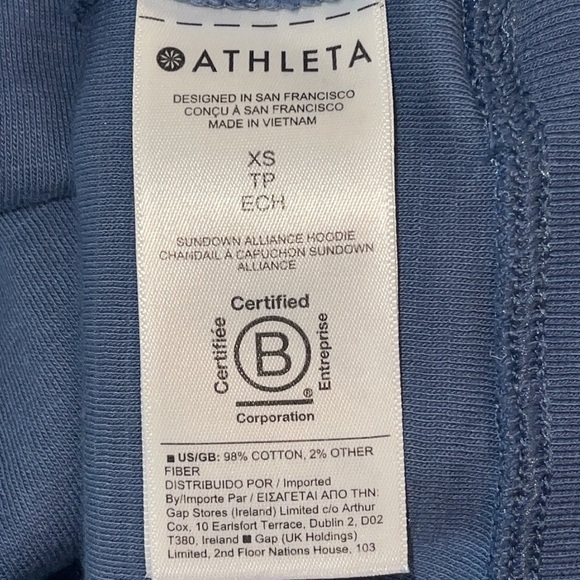 ATHLETA
DESIGNED IN SAN FRANCISCO
CONÇU À SAN FRANCISCO
MADE IN VIETNAM
XS
TP
ECH
SUNDOWN ALLIANCE HOODIE
CHANDAIL A CAPUCHON SUNDOWN
ALLIANCE
Certified
Certifiée
B
®
Entreprise
Corporation
■ US/GB: 98% COTTON, 2% OTHER
FIBER
DISTRIBUIDO POR / Imported
By/Importe Par / ΕΙΣΑΓΕΤΑΙ ΑΠΟ ΤΗΝ:
Gap Stores (Ireland) Limited c/o Arthur
Cox, 10 Earlsfort Terrace, Dublin 2, D02
T380, Ireland ■ Gap (UK Holdings)
Limited, 2nd Floor Nations House, 103